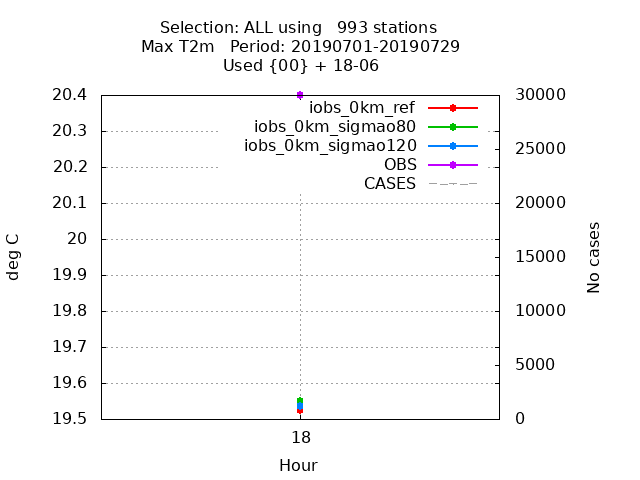 Selection: ALL using   993 stations
Max T2m   Period: 20190701-20190729
Used {00} + 18-06
20.4
20.3
20.2
20.1
20
19.9
19.8
19.7
19.6
19.5
deg C
iobs_0km_ref
iobs_0km_sigmao80
iobs_0km_sigmao120
OBS
CASES
30000
25000
20000
15000
10000
5000
0
No cases
18
Hour